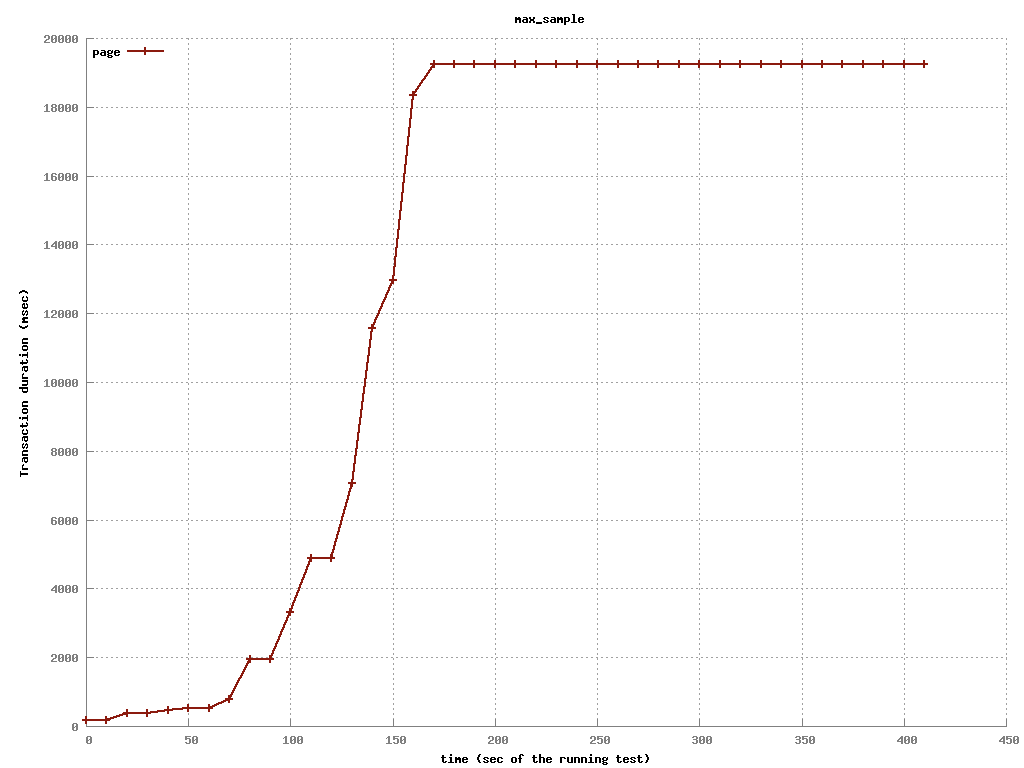 max_sample
page
20000
18000
16000
14000
12000
10000
8000
6000
4000
2000
0
Transaction duration (msec)
0 50 100 150 200 250 300 350 400 450
time (sec of the running test)